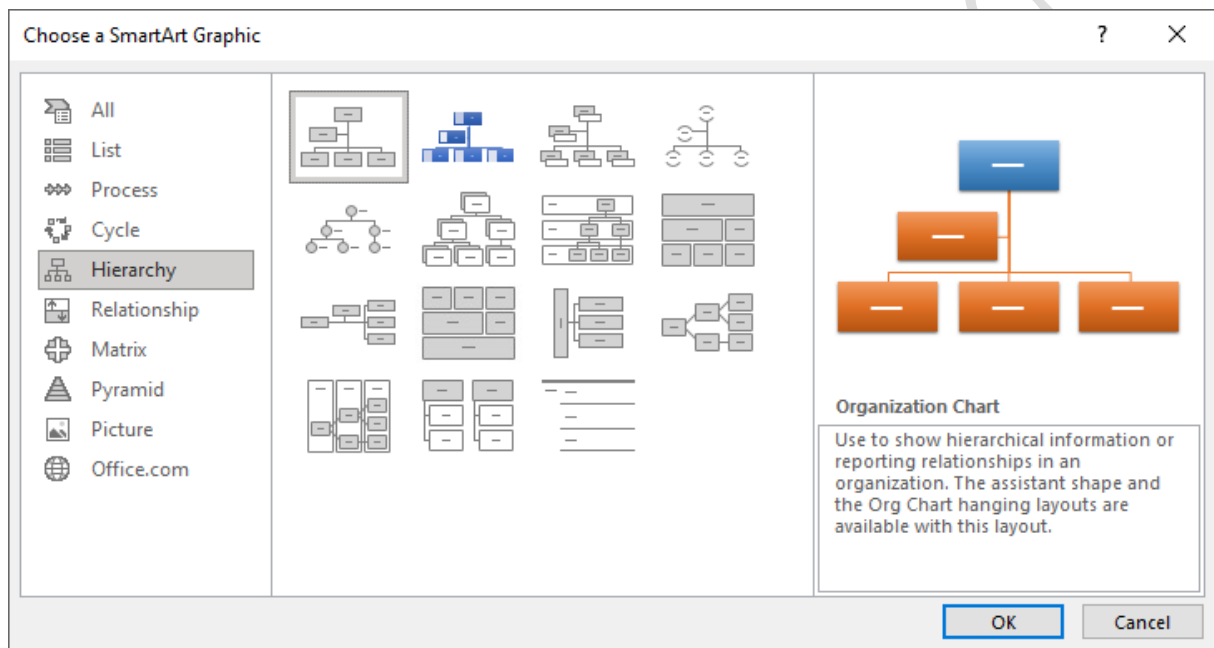 Choose a SmartArt Graphic
?
All
List
Process
Cycle
Hierarchy
Relationship
Matrix
Pyramid
Picture
Office.com
Organization Chart
Use to show hierarchical information or
reporting relationships in an
organization. The assistant shape and
the Org Chart hanging layouts are
available with this layout.
OK
Cancel